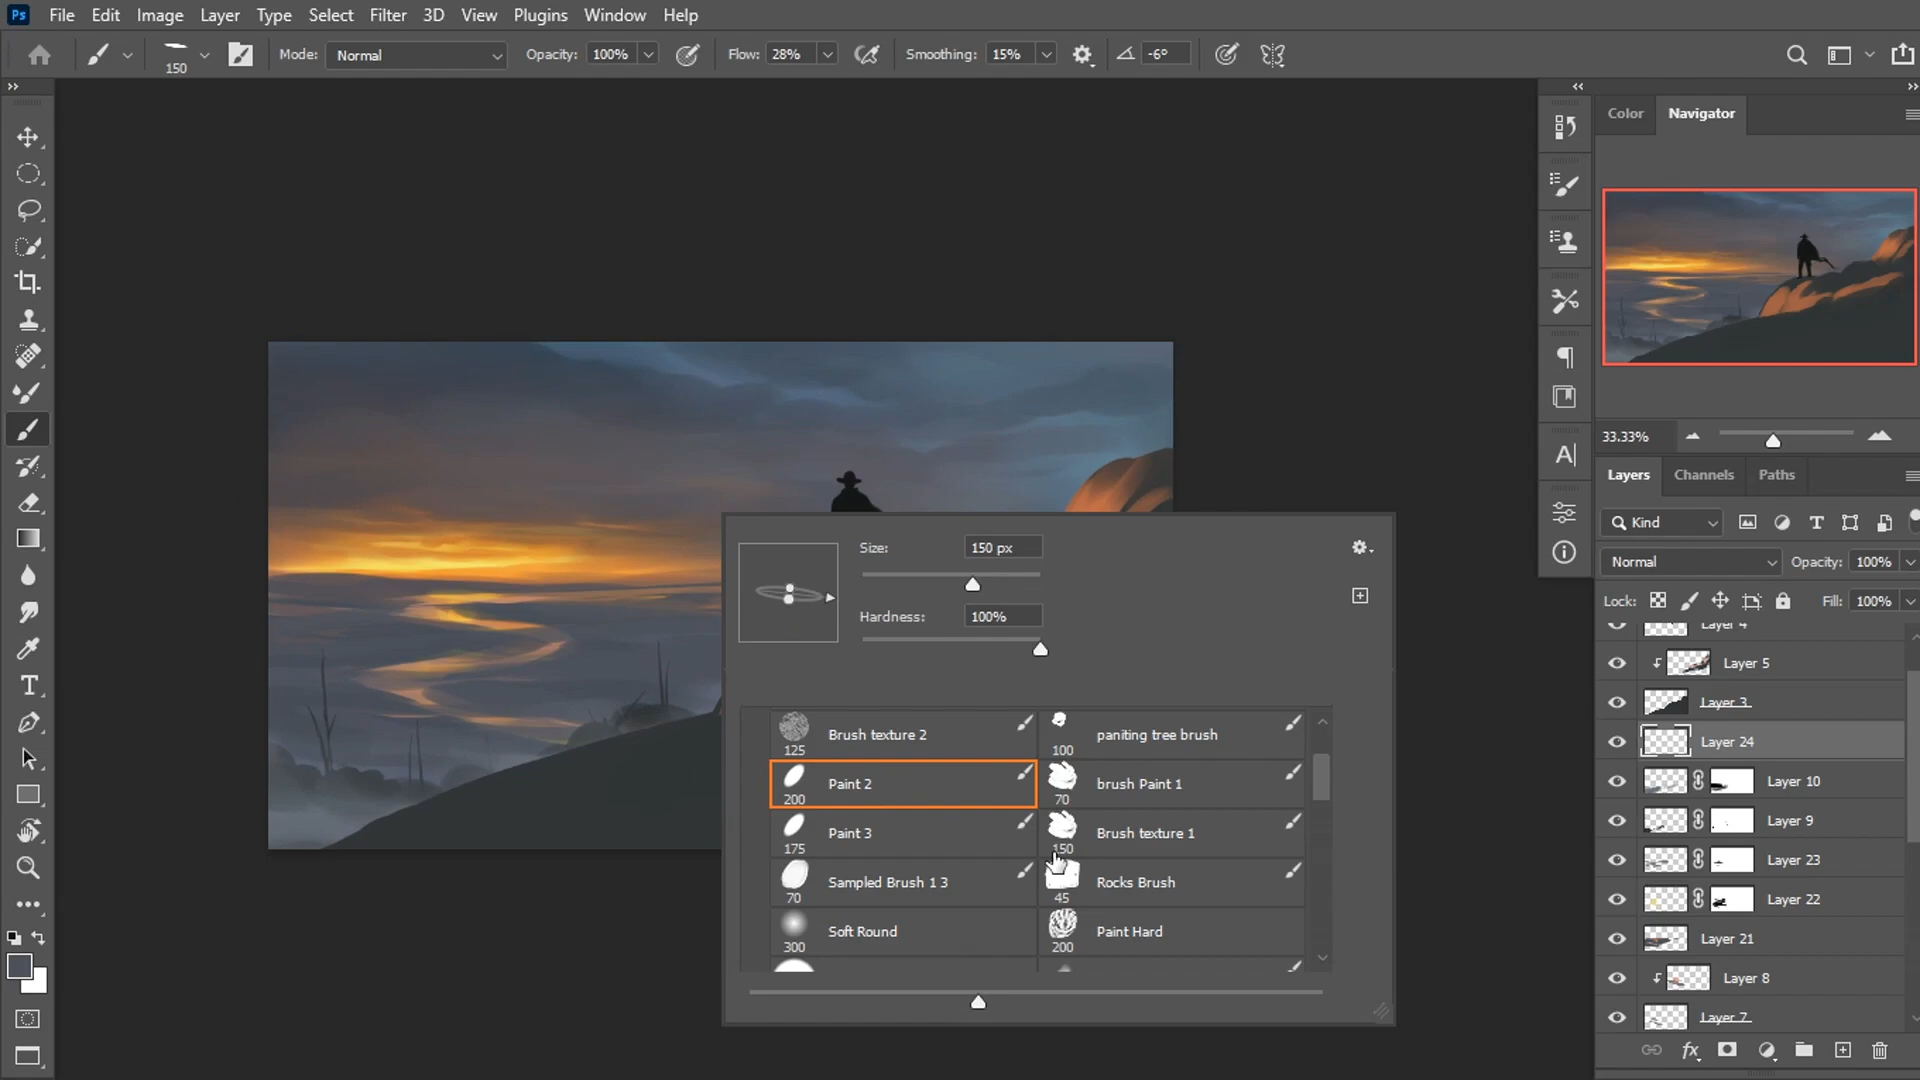 Ps File Edit Image Layer Type Select Filter 3D View Plugins Window Help
150 Mode: Normal Opacity: 100% Flow: 28% Smoothing: 15% -6°
Color Navigator
33.33%
Layers Channels Paths
Kind
Normal Opacity: 100%
Lock: Fill: 100%
Layer 4
Layer 5
Layer 3
Layer 24
Layer 10
Layer 9
Layer 23
Layer 22
Layer 21
Layer 8
Layer 7
Size: 150 px
Hardness: 100%
125 Brush texture 2
100 paniting tree brush
200 Paint 2
70 brush Paint 1
175 Paint 3
150 Brush texture 1
70 Sampled Brush 1 3
45 Rocks Brush
300 Soft Round
200 Paint Hard